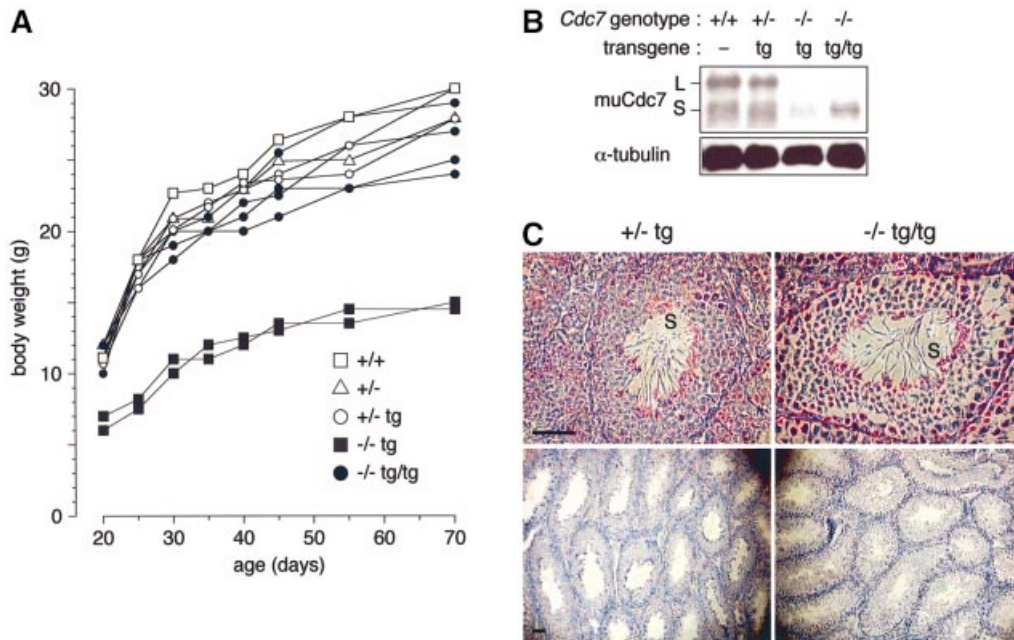 A
30
20
10
0
body weight (g)
20 30 40 50 60 70
age (days)
+/+
+/-
+/- tg
-/- tg
-/- tg/tg
B
Cdc7 genotype : +/+ +/- -/- -/-
transgene : – tg tg tg/tg
muCdc7
L
S
α-tubulin
C
+/- tg -/- tg/tg
S
S